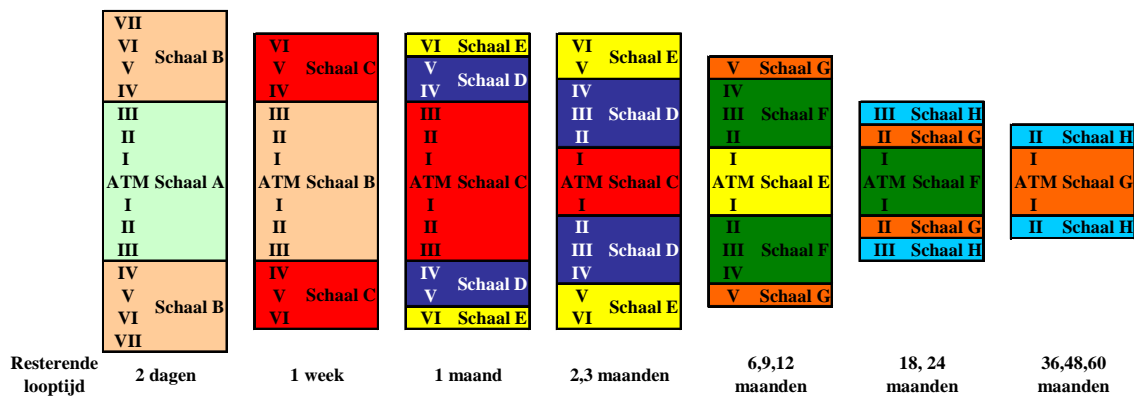 VII
VI
Schaal B
V
IV
III
II
I
ATM Schaal A
I
II
III
IV
V
Schaal B
VI
VII
VI
V Schaal C
IV
III
II
I
ATM Schaal B
I
II
III
IV
V Schaal C
VI
VI Schaal E
V
Schaal D
IV
III
II
I
ATM Schaal C
I
II
III
IV
Schaal D
V
VI Schaal E
VI
Schaal E
V
IV
III Schaal D
II
I
ATM Schaal C
I
II
III Schaal D
IV
V
Schaal E
VI
V Schaal G
IV
III Schaal F
II
I
ATM Schaal E
I
II
III Schaal F
IV
V Schaal G
III Schaal H
II Schaal G
I
ATM Schaal F
I
II Schaal G
III Schaal H
II Schaal H
I
ATM Schaal G
I
II Schaal H
Resterende
looptijd
2 dagen
1 week
1 maand
2,3 maanden
6,9,12
maanden
18, 24
maanden
36,48,60
maanden